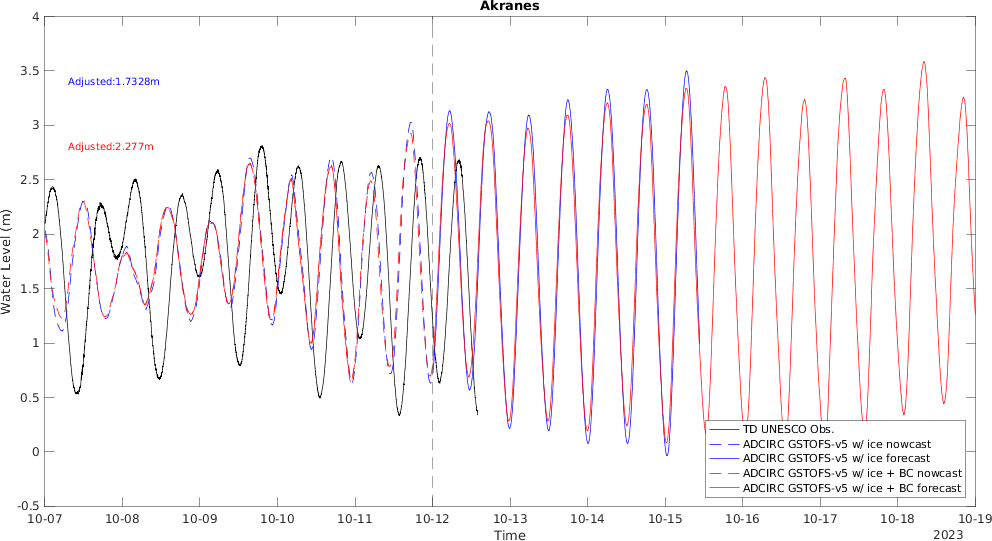 Akranes
4
3.5
3
2.5
2
1.5
1
0.5
0
-0.5
Water Level (m)
Adjusted:1.7328m
Adjusted:2.277m
TD UNESCO Obs.
ADCIRC GSTOFS-v5 w/ ice nowcast
ADCIRC GSTOFS-v5 w/ ice forecast
ADCIRC GSTOFS-v5 w/ ice + BC nowcast
ADCIRC GSTOFS-v5 w/ ice + BC forecast
10-07 10-08 10-09 10-10 10-11 10-12 10-13 10-14 10-15 10-16 10-17 10-18 10-19
Time
2023